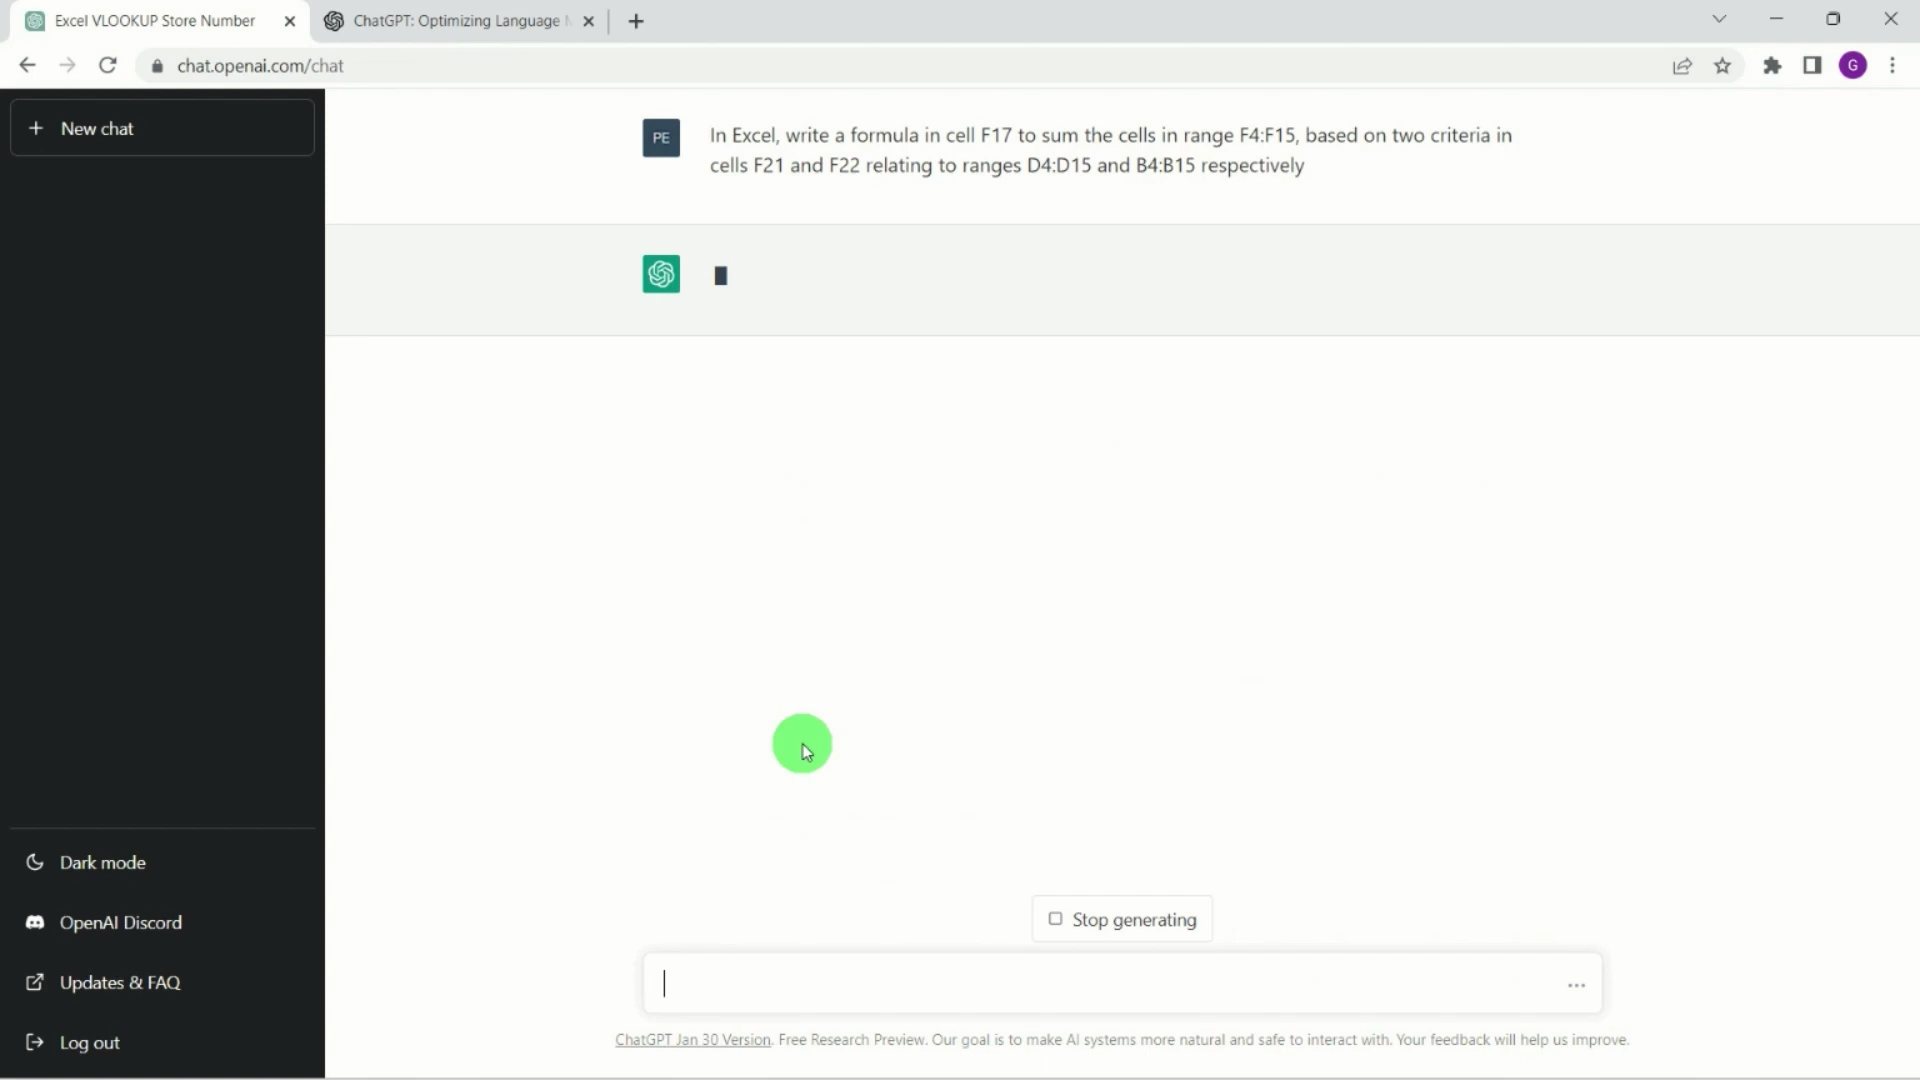 Excel VLOOKUP Store Number
ChatGPT: Optimizing Language
chat.openai.com/chat
G
New chat
PE
In Excel, write a formula in cell F17 to sum the cells in range F4:F15, based on two criteria in
cells F21 and F22 relating to ranges D4:D15 and B4:B15 respectively
Stop generating
Dark mode
OpenAI Discord
Updates & FAQ
Log out
ChatGPT Jan 30 Version. Free Research Preview. Our goal is to make AI systems more natural and safe to interact with. Your feedback will help us improve.